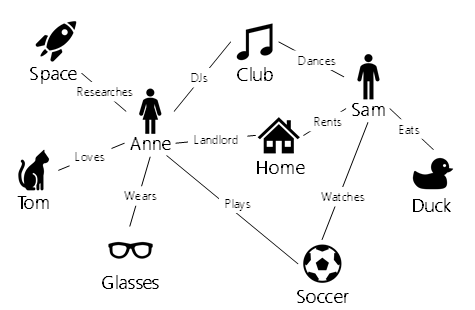 Space
Club
Dances
DJs
Researches
Sam
Rents
Eats
Anne
Landlord
Loves
Home
Tom
Wears
Plays
Watches
Duck
Glasses
Soccer